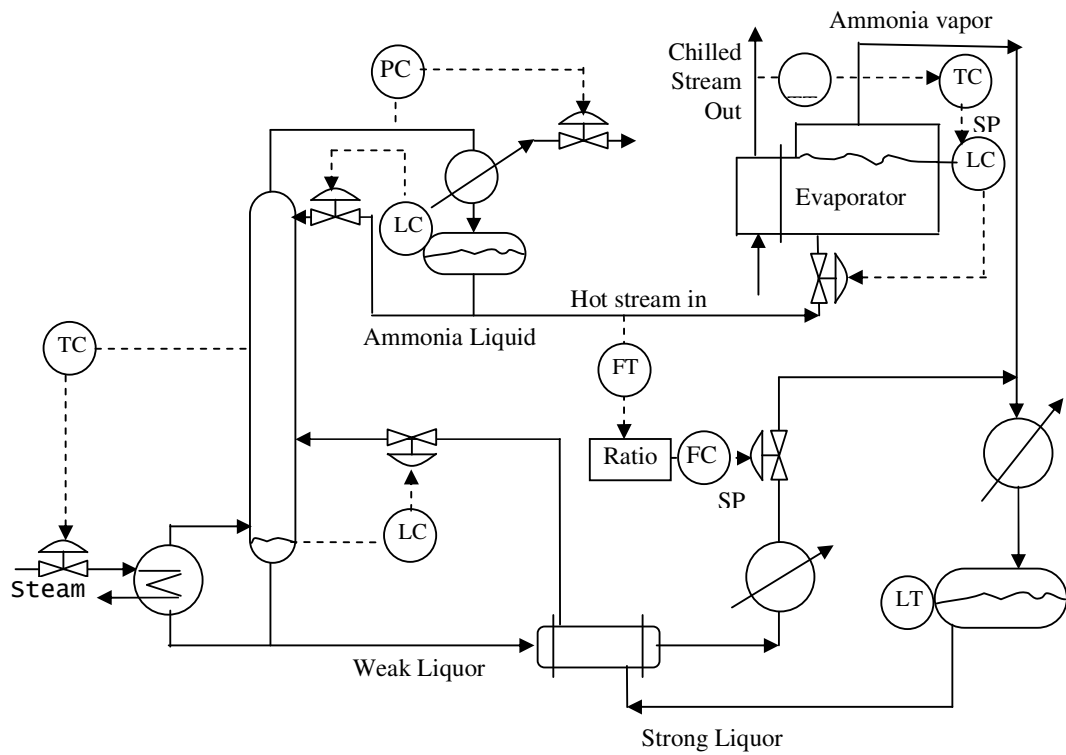 Ammonia vapor
Chilled
Stream
Out
PC
TC
SP
LC
Evaporator
LC
Hot stream in
Ammonia Liquid
TC
FT
Ratio
FC
SP
LC
Steam
LT
Weak Liquor
Strong Liquor